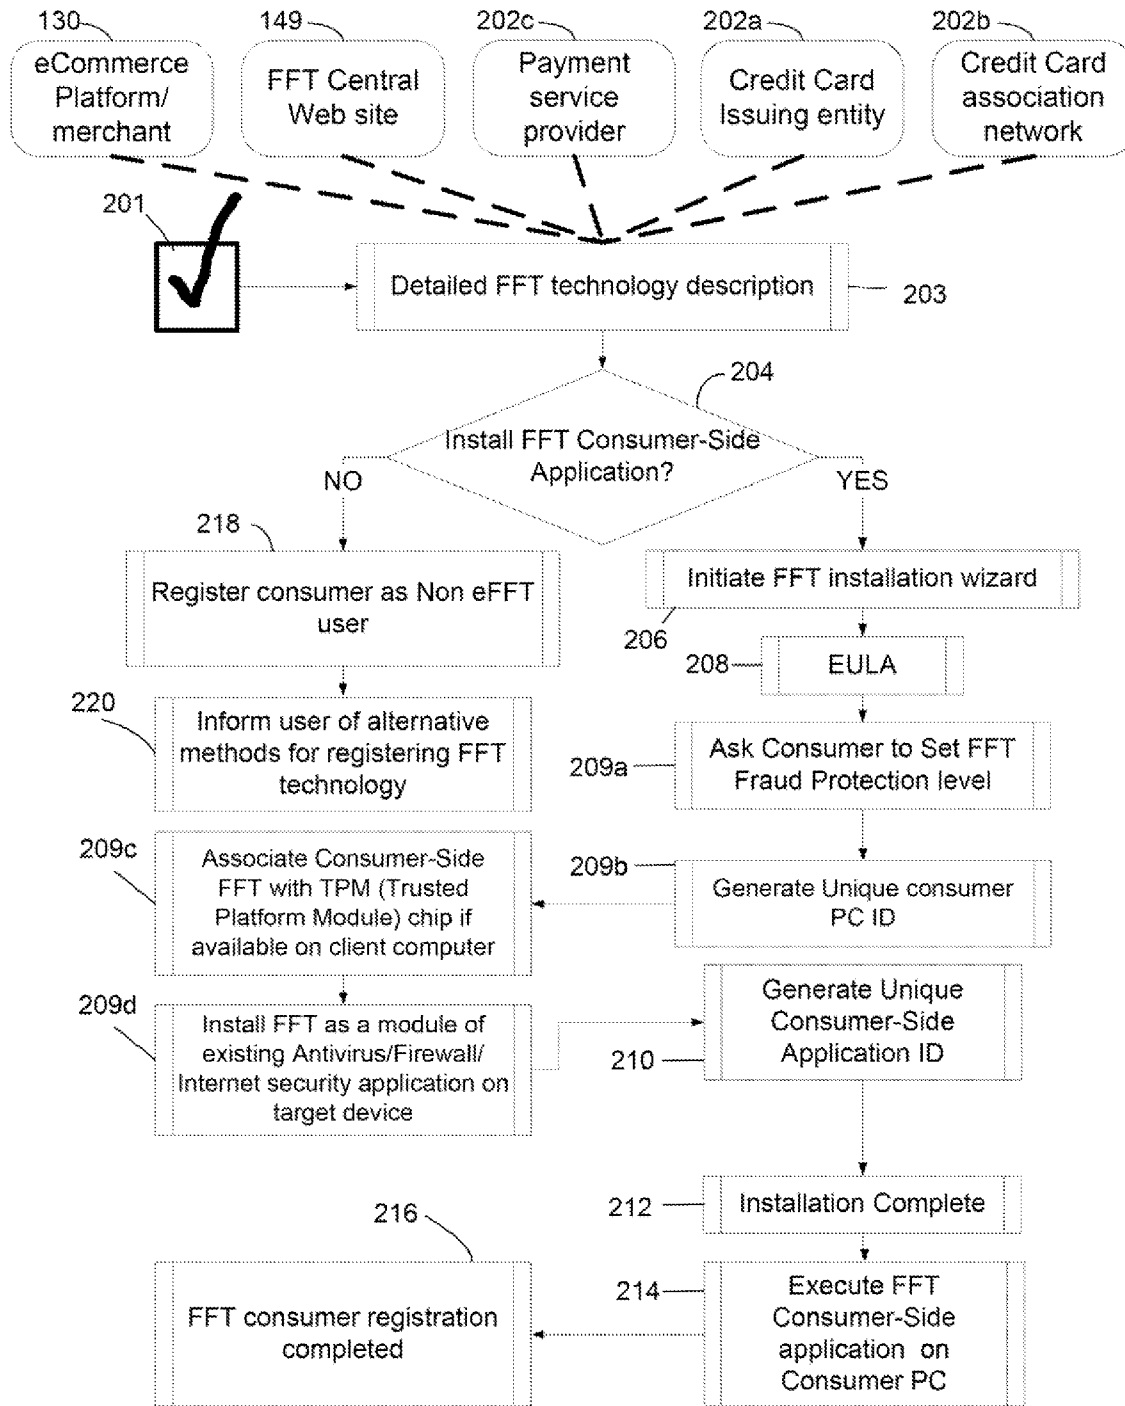 130
149
202c
202a
202b
eCommerce
Platform/
merchant
FFT Central
Web site
Payment
service
provider
Credit Card
Issuing entity
Credit Card
association
network
201
Detailed FFT technology description
203
204
Install FFT Consumer-Side
Application?
NO
YES
218
Register consumer as Non eFFT
user
Initiate FFT installation wizard
206
208
EULA
220
Inform user of alternative
methods for registering FFT
technology
Ask Consumer to Set FFT
Fraud Protection level
209a
209c
Associate Consumer-Side
FFT with TPM (Trusted
Platform Module) chip if
available on client computer
209b
Generate Unique consumer
PC ID
209d
Install FFT as a module of
existing Antivirus/Firewall/
Internet security application on
target device
Generate Unique
Consumer-Side
Application ID
210
212
Installation Complete
216
FFT consumer registration
completed
214
Execute FFT
Consumer-Side
application on
Consumer PC